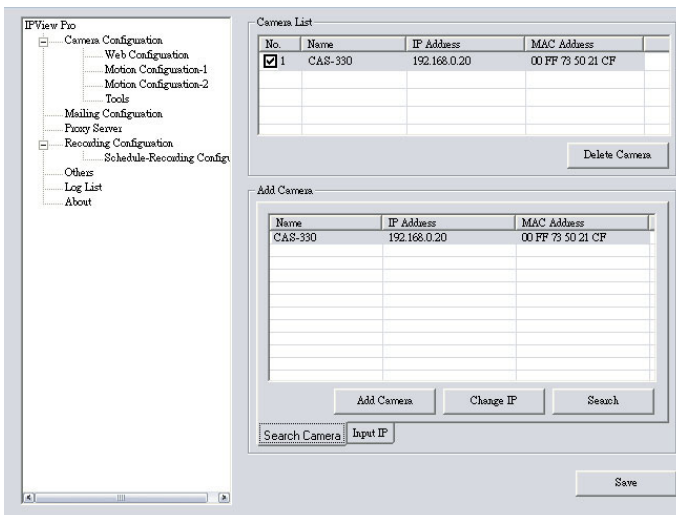 IPView Pro
Camera Configuration
Web Configuration
Motion Configuration-1
Motion Configuration-2
Tools
Mailing Configuration
Proxy Server
Recording Configuration
Schedule-Recording Configu
Others
Log List
About
Camera List
No. Name IP Address MAC Address
1 CAS-330 192.168.0.20 00 FF 73 50 21 CF
Delete Camera
Add Camera
Name IP Address MAC Address
CAS-330 192.168.0.20 00 FF 73 50 21 CF
Add Camera Change IP Search
Search Camera Input IP
Save